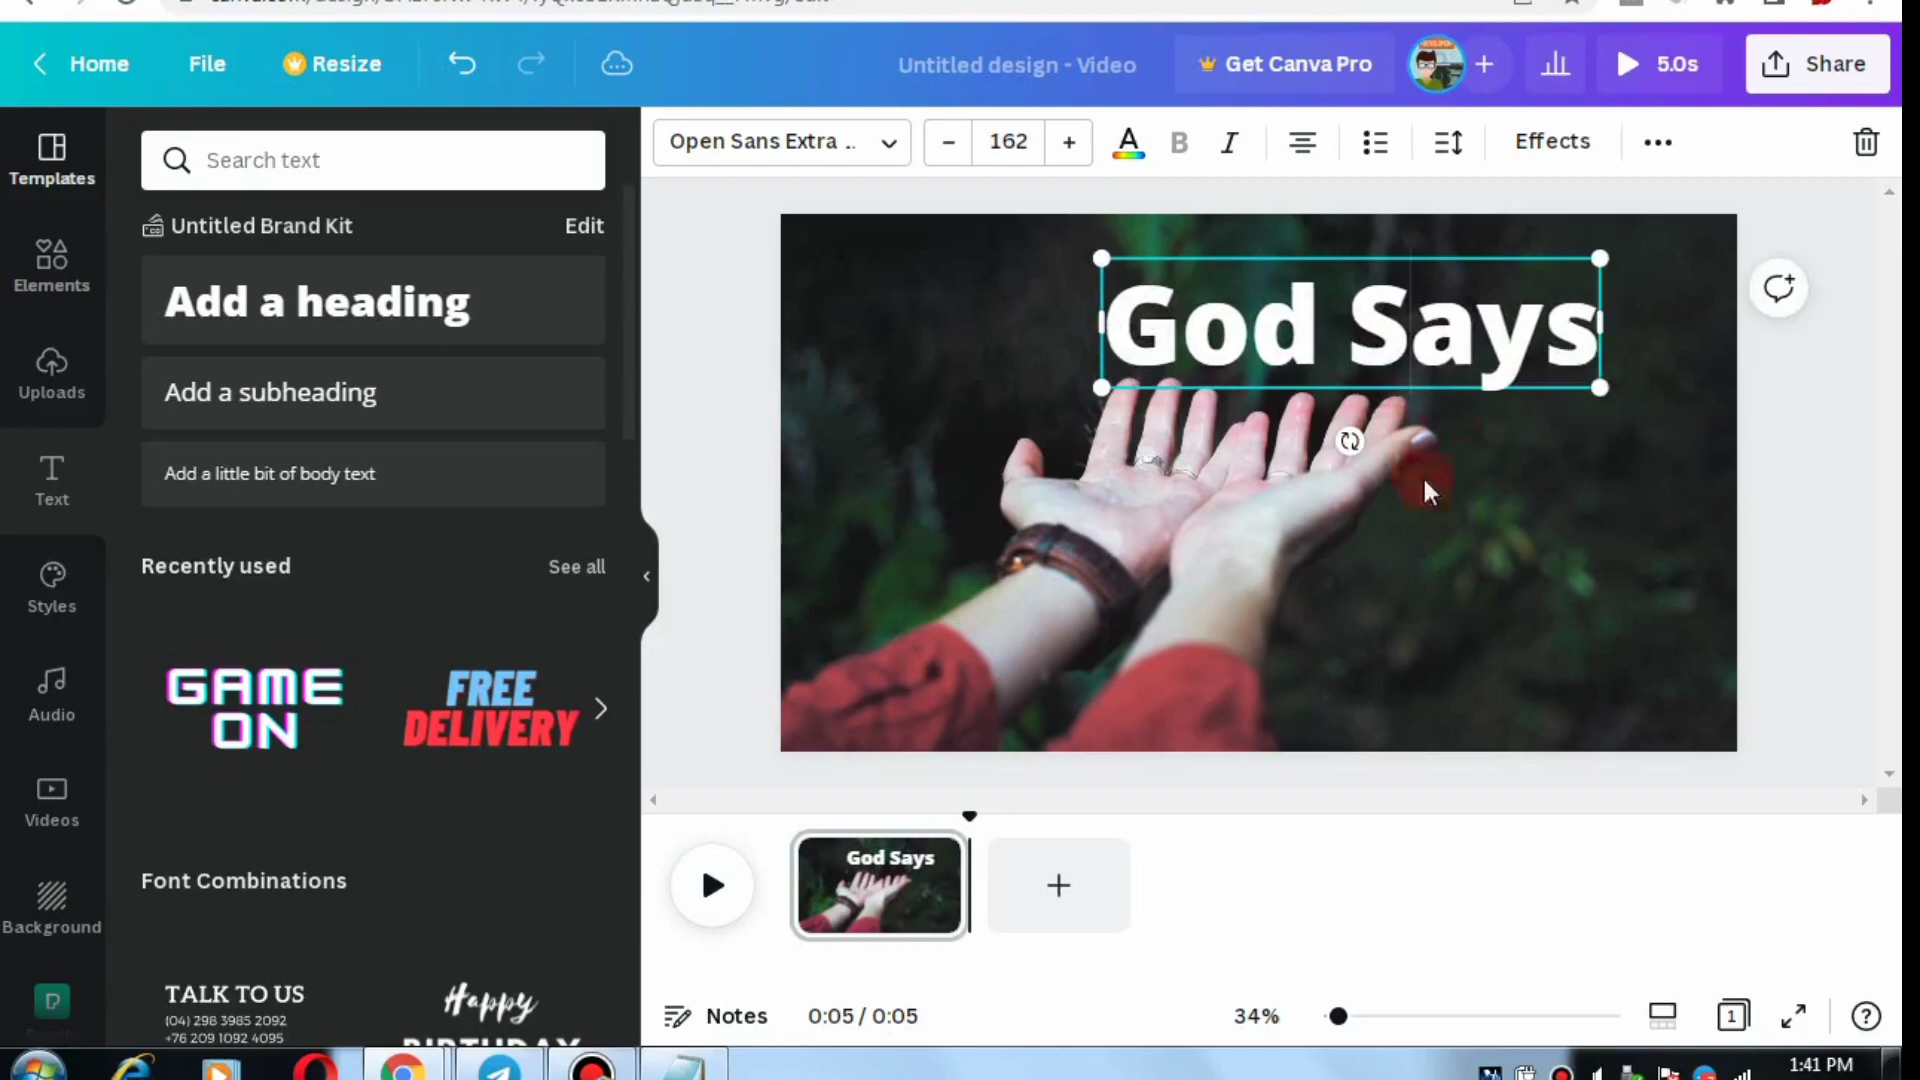 Home
File
Resize
Untitled design - Video
Get Canva Pro
5.0s
Share
Templates
Elements
Uploads
Text
Styles
Audio
Videos
Background
Search text
Untitled Brand Kit
Edit
Add a heading
Add a subheading
Add a little bit of body text
Recently used
See all
GAME
ON
FREE
DELIVERY
Font Combinations
TALK TO US
(04) 298 3985 2092
+76 209 1092 4095
Happy
BIRTHDAY
Open Sans Extra ..
162
A
B
I
Effects
God Says
God Says
Notes
0:05 / 0:05
34%
1
1:41 PM